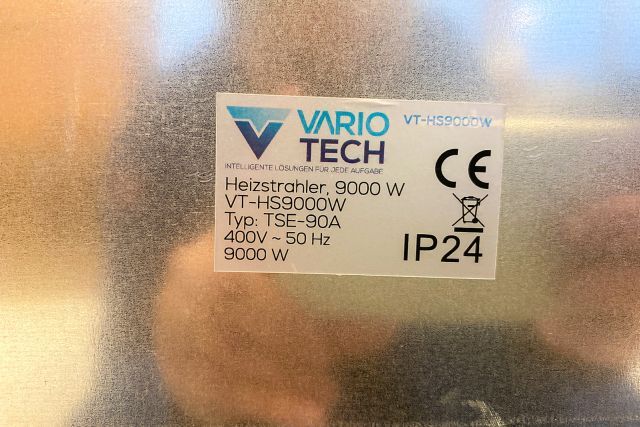 VARIO
TECH
VT-HS9000W
INTELLIGENTE LÖSUNGEN FÜR JEDE AUFGABE
Heizstrahler, 9000 W
VT-HS9000W
Typ: TSE-90A
400V ~ 50 Hz
9000 W
CE
IP24